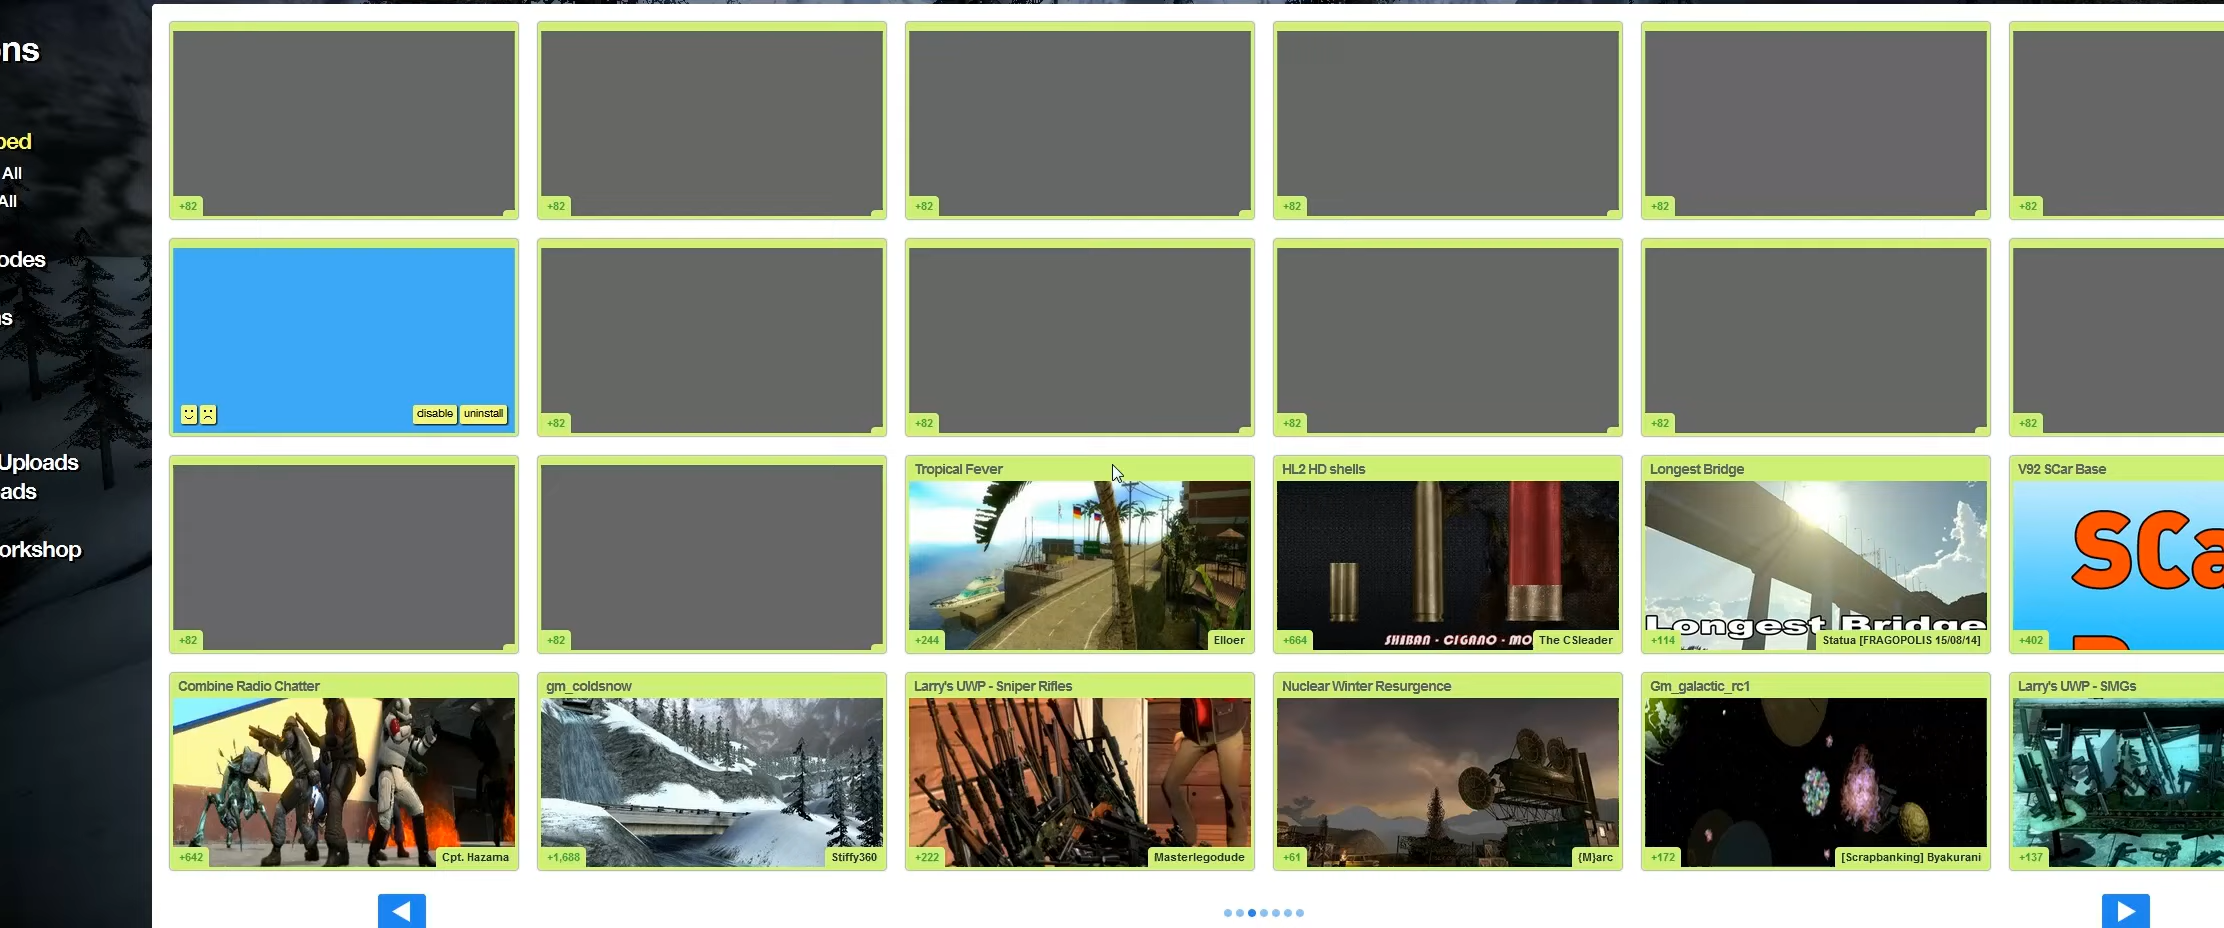 ons
bed
All
All
odes
ns
Uploads
ads
orkshop
+82
+82
+82
+82
+82
+82
disable
uninstall
+82
+82
+82
+82
+82
+82
+82
Tropical Fever
+244
Elloer
HL2 HD shells
SHIBAN · CIGANO · MO
+664
The CSleader
Longest Bridge
Longest Bridge
+114
Statua [FRAGOPOLIS 15/08/14]
V92 SCar Base
SCa
+402
Combine Radio Chatter
+642
Cpt. Hazama
gm_coldsnow
+1,688
Stiffy360
Larry's UWP - Sniper Rifles
+222
Masterlegodude
Nuclear Winter Resurgence
+61
{M}arc
Gm_galactic_rc1
+172
[Scrapbanking] Byakurani
Larry's UWP - SMGs
+137